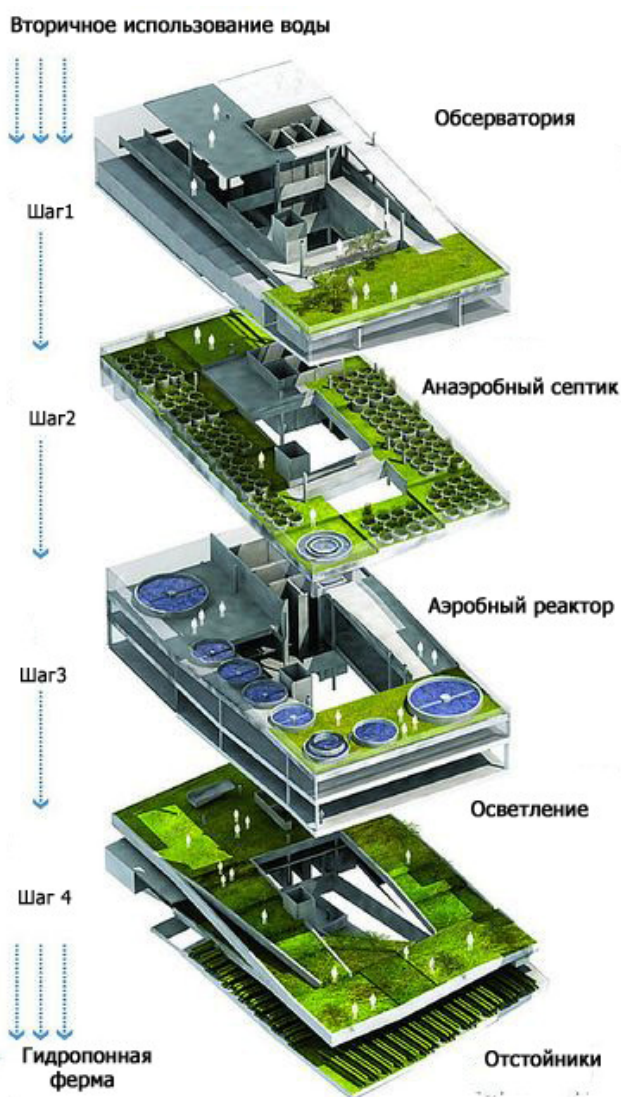 Вторичное использование воды
Обсерватория
Шаг1
Анаэробный септик
Шаг2
Аэробный реактор
Шаг3
Осветление
Шаг 4
Гидропонная
ферма
Отстойники